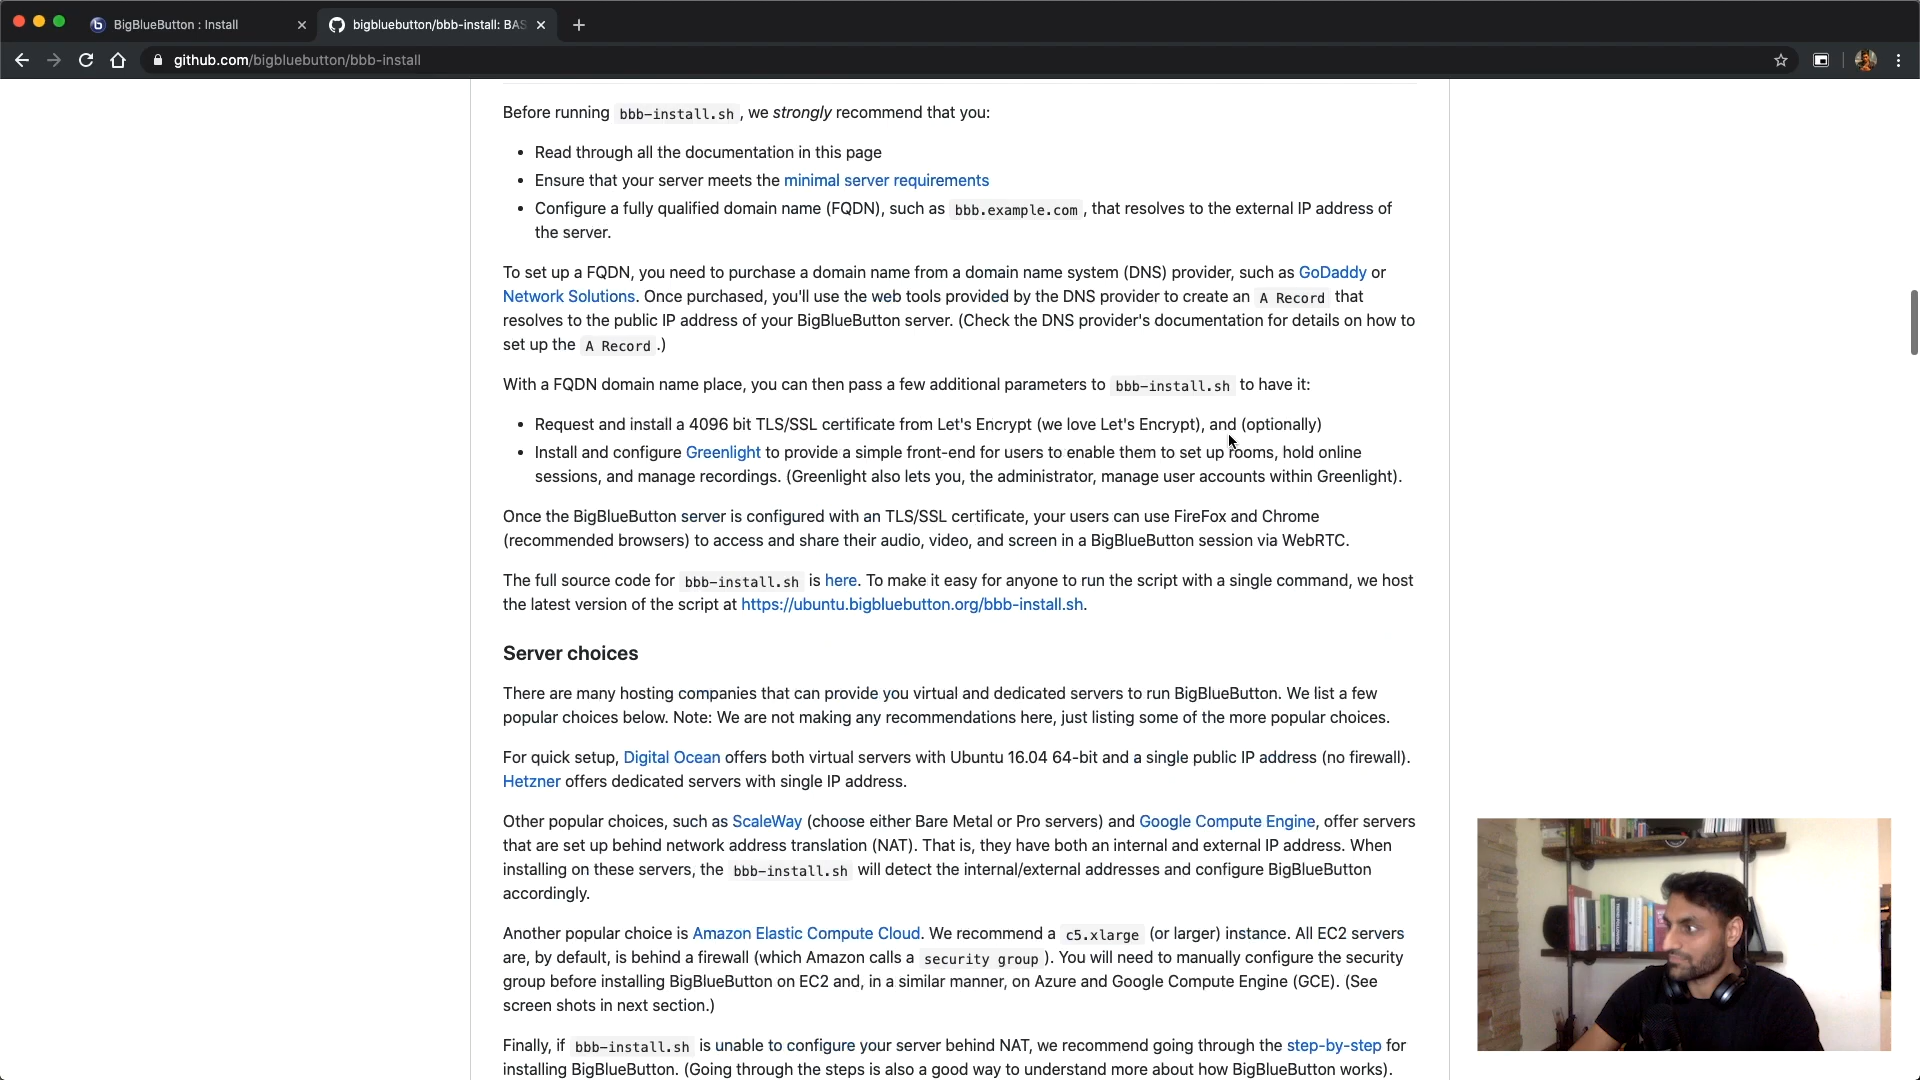 BigBlueButton : Install
bigbluebutton/bbb-install: BAS
github.com/bigbluebutton/bbb-install
Before running bbb-install.sh , we strongly recommend that you:
• Read through all the documentation in this page
• Ensure that your server meets the minimal server requirements
• Configure a fully qualified domain name (FQDN), such as bbb.example.com , that resolves to the external IP address of
the server.
To set up a FQDN, you need to purchase a domain name from a domain name system (DNS) provider, such as GoDaddy or
Network Solutions. Once purchased, you'll use the web tools provided by the DNS provider to create an A Record that
resolves to the public IP address of your BigBlueButton server. (Check the DNS provider's documentation for details on how to
set up the A Record .)
With a FQDN domain name place, you can then pass a few additional parameters to bbb-install.sh to have it:
• Request and install a 4096 bit TLS/SSL certificate from Let's Encrypt (we love Let's Encrypt), and (optionally)
• Install and configure Greenlight to provide a simple front-end for users to enable them to set up rooms, hold online
sessions, and manage recordings. (Greenlight also lets you, the administrator, manage user accounts within Greenlight).
Once the BigBlueButton server is configured with an TLS/SSL certificate, your users can use FireFox and Chrome
(recommended browsers) to access and share their audio, video, and screen in a BigBlueButton session via WebRTC.
The full source code for bbb-install.sh is here. To make it easy for anyone to run the script with a single command, we host
the latest version of the script at https://ubuntu.bigbluebutton.org/bbb-install.sh.
Server choices
There are many hosting companies that can provide you virtual and dedicated servers to run BigBlueButton. We list a few
popular choices below. Note: We are not making any recommendations here, just listing some of the more popular choices.
For quick setup, Digital Ocean offers both virtual servers with Ubuntu 16.04 64-bit and a single public IP address (no firewall).
Hetzner offers dedicated servers with single IP address.
Other popular choices, such as ScaleWay (choose either Bare Metal or Pro servers) and Google Compute Engine, offer servers
that are set up behind network address translation (NAT). That is, they have both an internal and external IP address. When
installing on these servers, the bbb-install.sh will detect the internal/external addresses and configure BigBlueButton
accordingly.
Another popular choice is Amazon Elastic Compute Cloud. We recommend a c5.xlarge (or larger) instance. All EC2 servers
are, by default, is behind a firewall (which Amazon calls a security group ). You will need to manually configure the security
group before installing BigBlueButton on EC2 and, in a similar manner, on Azure and Google Compute Engine (GCE). (See
screen shots in next section.)
Finally, if bbb-install.sh is unable to configure your server behind NAT, we recommend going through the step-by-step for
installing BigBlueButton. (Going through the steps is also a good way to understand more about how BigBlueButton works).